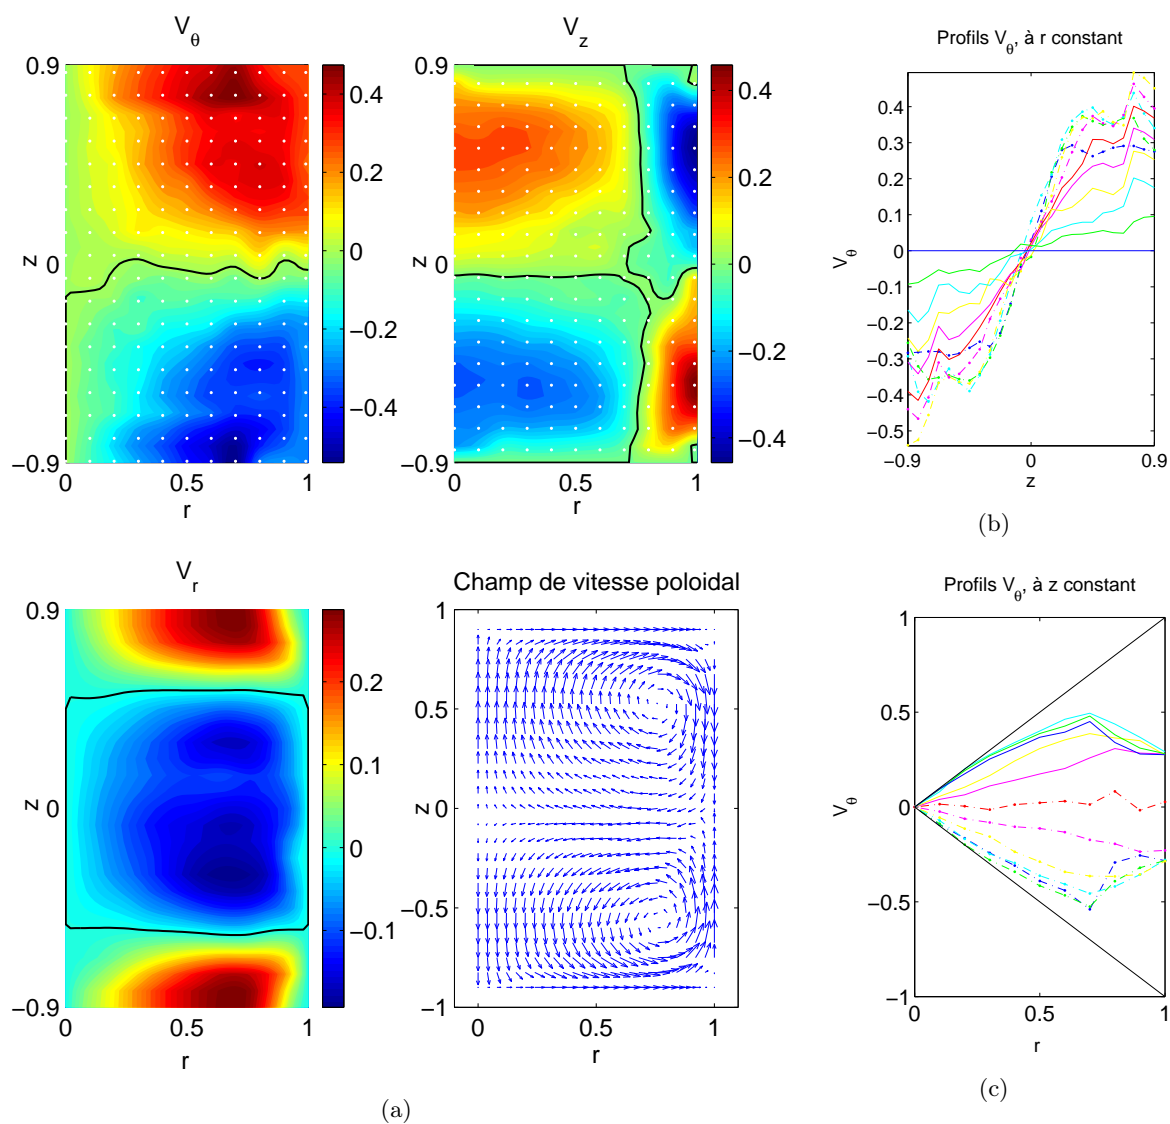 V_θ
V_z
Profils V_θ, à r constant
0.9
0
−0.9
z
0
0.5
1
r
0.4
0.2
0
−0.2
−0.4
0.9
0
−0.9
z
0
0.5
1
r
0.4
0.2
0
−0.2
−0.4
0.4
0.3
0.2
0.1
0
−0.1
−0.2
−0.3
−0.4
−0.5
V_θ
−0.9
0
0.9
z
(b)
V_r
Champ de vitesse poloidal
Profils V_θ, à z constant
0.9
0
−0.9
z
0
0.5
1
r
0.2
0.1
0
−0.1
1
0.5
0
−0.5
−1
z
0
0.5
1
r
(a)
1
0.5
0
−0.5
−1
V_θ
0
0.5
1
r
(c)